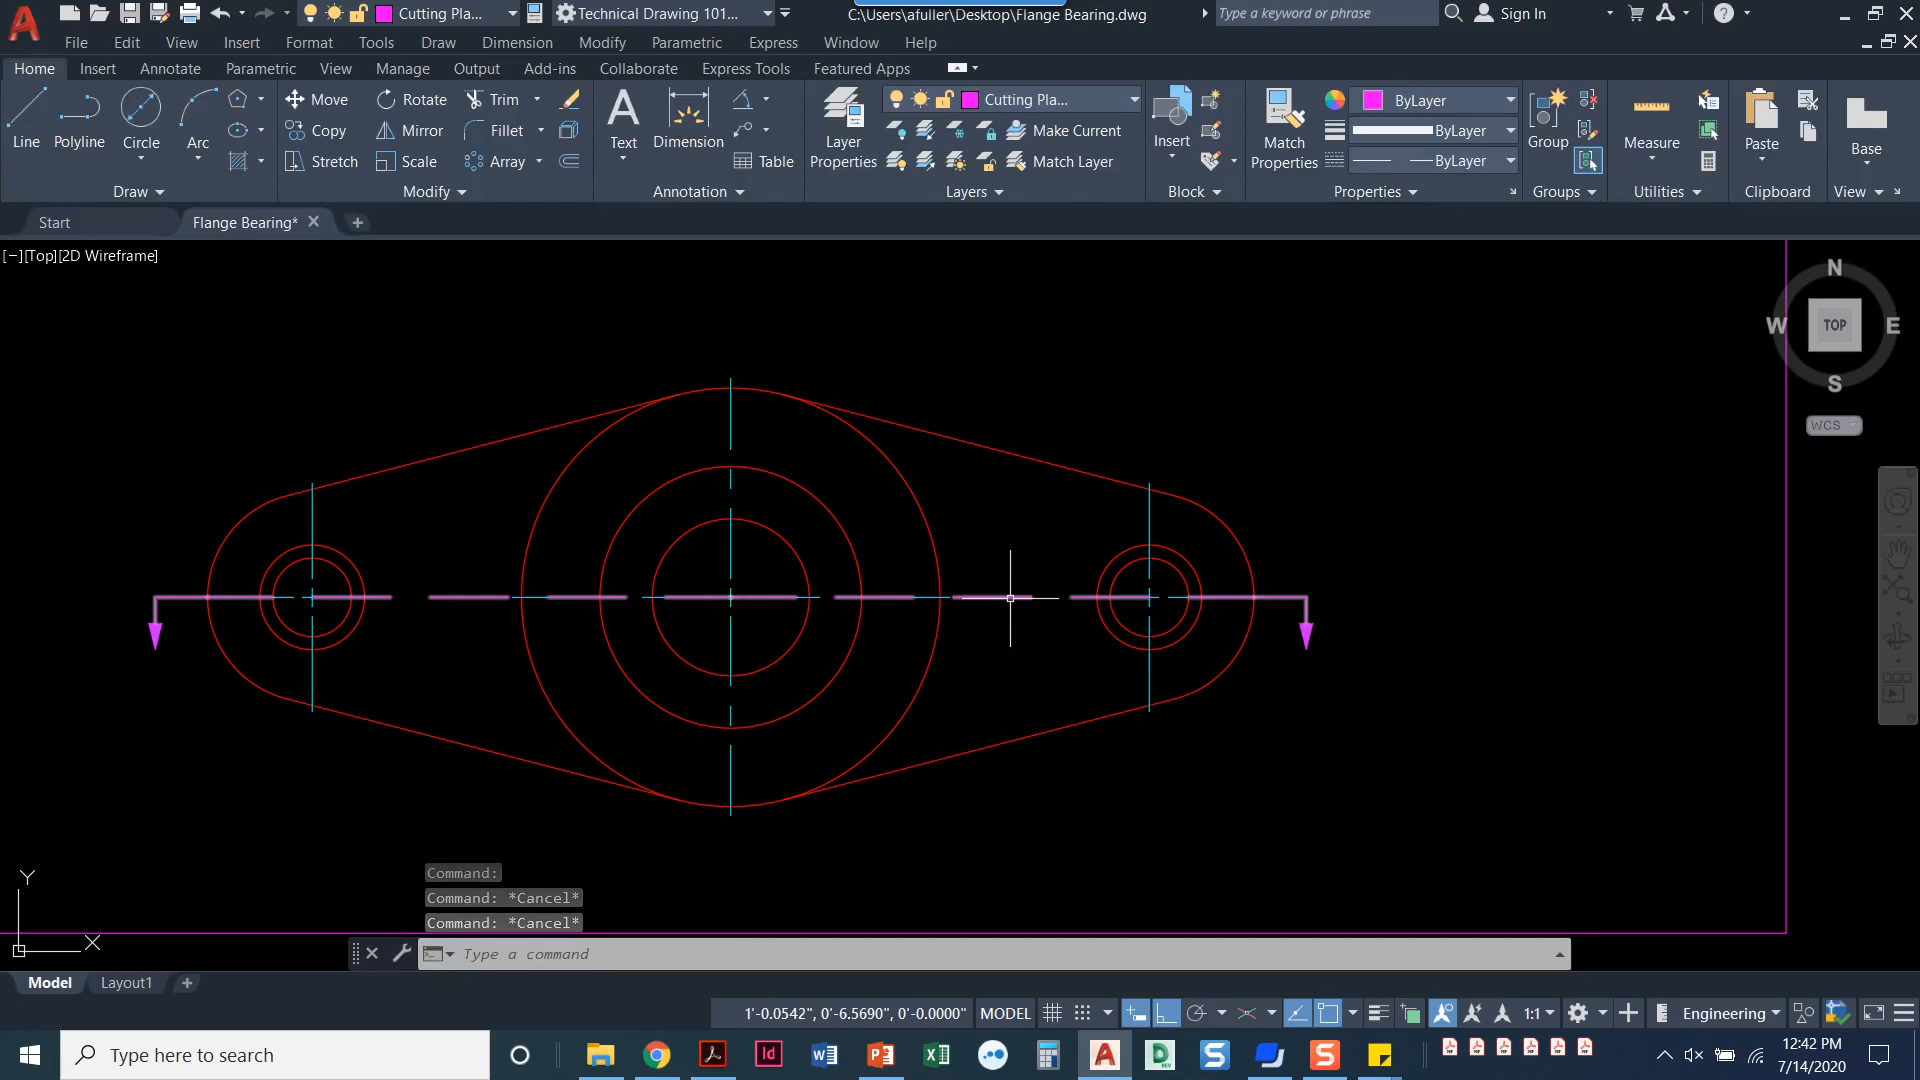 Cutting Pla...
Technical Drawing 101...
C:\Users\afuller\Desktop\Flange Bearing.dwg
Type a keyword or phrase
Sign In
File Edit View Insert Format Tools Draw Dimension Modify Parametric Express Window Help
Home Insert Annotate Parametric View Manage Output Add-ins Collaborate Express Tools Featured Apps
Move Rotate Trim Cutting Pla... ByLayer
Line Polyline Circle Arc Copy Mirror Fillet Text Dimension Layer Properties Make Current Insert Match Properties ByLayer Group Measure Paste Base
Stretch Scale Array Table Match Layer ByLayer
Draw Modify Annotation Layers Block Properties Groups Utilities Clipboard View
Start Flange Bearing*
[−][Top][2D Wireframe]
N
W TOP E
S
WCS
Y
X
Command:
Command: *Cancel*
Command: *Cancel*
Type a command
Model Layout1
1'-0.0542", 0'-6.5690", 0'-0.0000" MODEL 1:1 Engineering
Type here to search
12:42 PM
7/14/2020